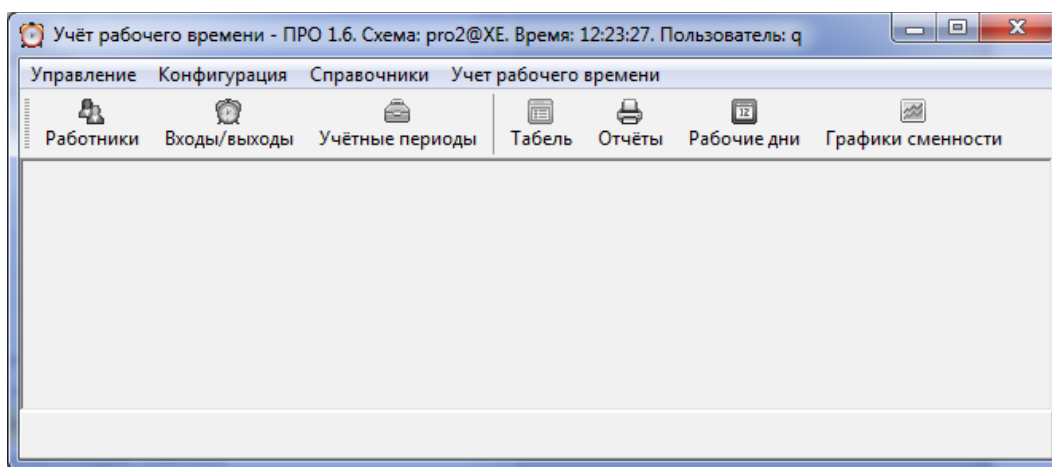 Учёт рабочего времени - ПРО 1.6. Схема: pro2@XE. Время: 12:23:27. Пользователь: q
Управление Конфигурация Справочники Учет рабочего времени
12
Работники Входы/выходы Учётные периоды Табель Отчёты Рабочие дни Графики сменности